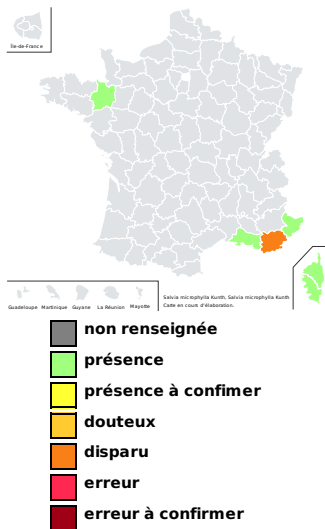 Île-de-France
Guadeloupe Martinique Guyane La Réunion Mayotte
Salvia microphylla Kunth, Salvia microphylla Kunth
Carte en cours d'élaboration.
non renseignée
présence
présence à confimer
douteux
disparu
erreur
erreur à confirmer